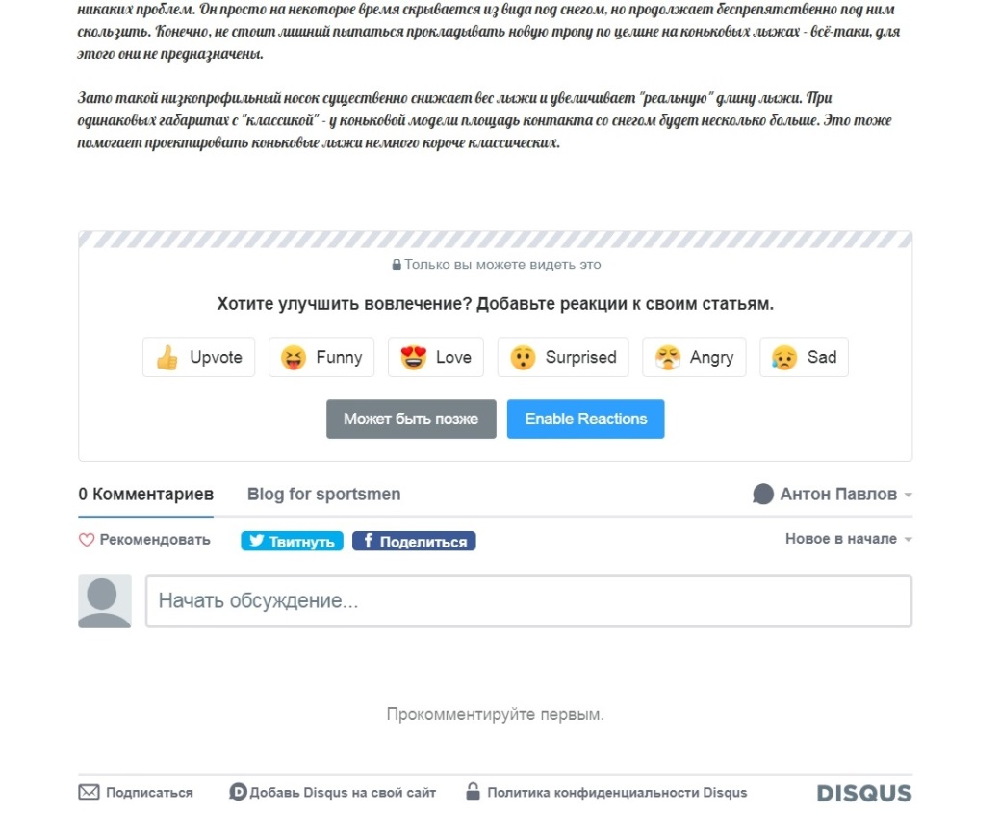 никаких проблем. Он просто на некоторое время скрывается из вида под снегом, но продолжает беспрепятственно под ним
скользить. Конечно, не стоит лишний пытаться прокладывать новую тропу по целине на коньковых лыжах - всё-таки, для
этого они не предназначены.
Зато такой низкопрофильный носок существенно снижает вес лыжи и увеличивает "реальную" длину лыжи. При
одинаковых габаритах с "классикой" - у коньковой модели площадь контакта со снегом будет несколько больше. Это тоже
помогает проектировать коньковые лыжи немного короче классических.
Только вы можете видеть это
Хотите улучшить вовлечение? Добавьте реакции к своим статьям.
Upvote Funny Love Surprised Angry Sad
Может быть позже Enable Reactions
0 Комментариев Blog for sportsmen Антон Павлов
Рекомендовать Твитнуть Поделиться Новое в начале
Начать обсуждение...
Прокомментируйте первым.
Подписаться Добавь Disqus на свой сайт Политика конфиденциальности Disqus DISQUS